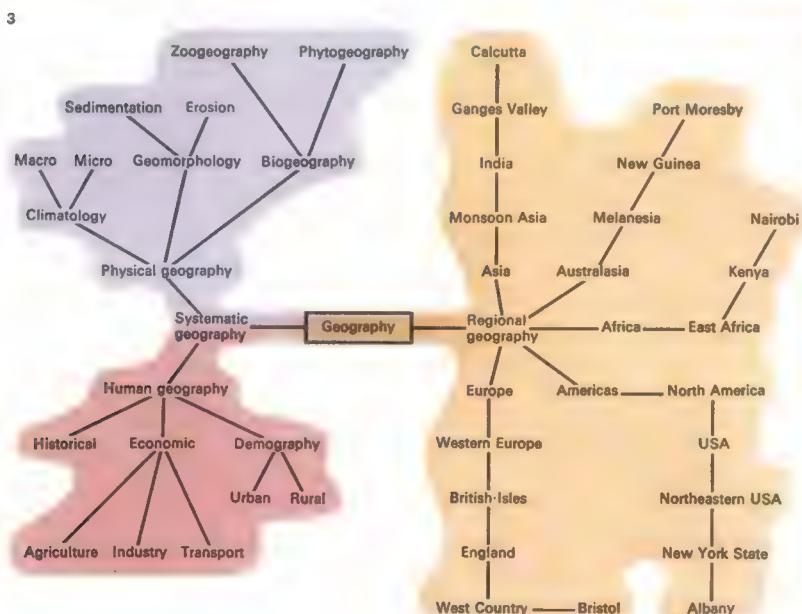 3
Zoogeography Phytogeography Calcutta
Sedimentation Erosion Ganges Valley Port Moresby
Macro Micro Geomorphology Biogeography India New Guinea
Climatology Monsoon Asia Melanesia Nairobi
Physical geography Asia Australasia Kenya
Systematic
geography
Geography
Regional
geography
Africa East Africa
Human geography Europe Americas North America
Historical Economic Demography Western Europe USA
Urban Rural British Isles Northeastern USA
Agriculture Industry Transport England New York State
West Country Bristol Albany